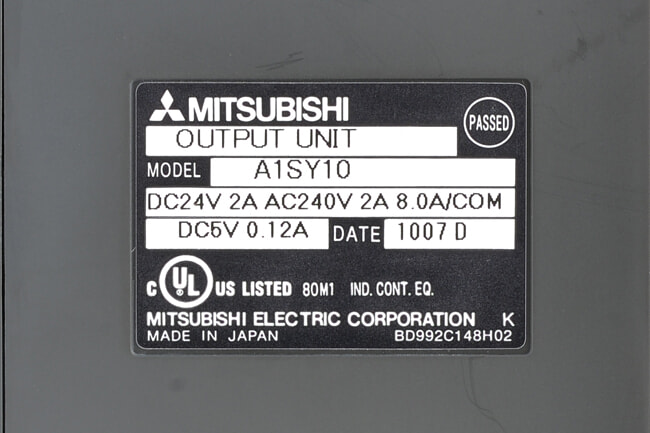 MITSUBISHI
PASSED
OUTPUT UNIT
MODEL A1SY10
DC24V 2A AC240V 2A 8.0A/COM
DC5V 0.12A DATE 1007 D
C UL US LISTED 80M1 IND. CONT. EQ.
MITSUBISHI ELECTRIC CORPORATION K
MADE IN JAPAN BD992C148H02